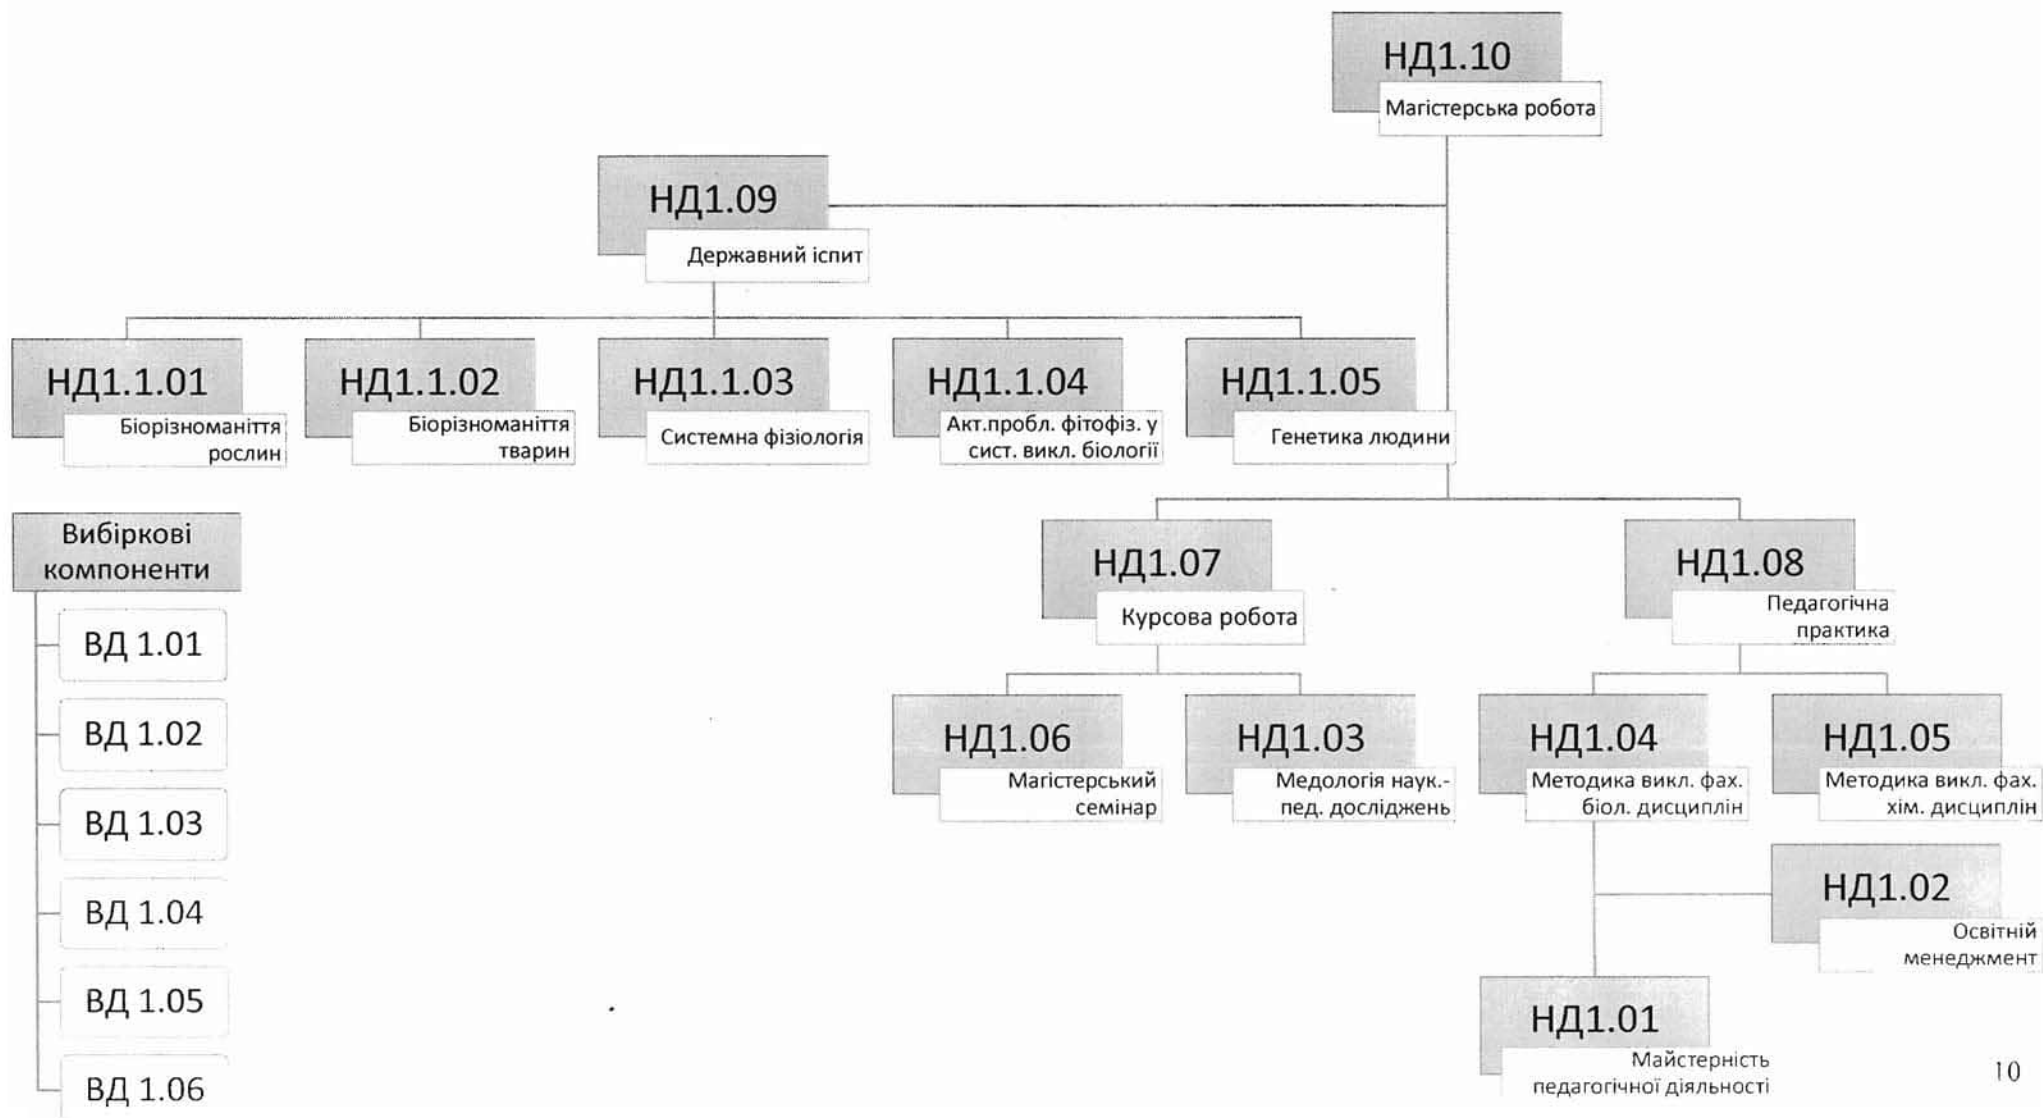 НД1.10
Магістерська робота
НД1.09
Державний іспит
НД1.1.01
Біорізноманіття
рослин
НД1.1.02
Біорізноманіття
тварин
НД1.1.03
Системна фізіологія
НД1.1.04
Акт.пробл. фітофіз. у
сист. викл. біології
НД1.1.05
Генетика людини
Вибіркові
компоненти
ВД 1.01
ВД 1.02
ВД 1.03
ВД 1.04
ВД 1.05
ВД 1.06
НД1.07
Курсова робота
НД1.08
Педагогічна
практика
НД1.06
Магістерський
семінар
НД1.03
Медологія наук.-
пед. досліджень
НД1.04
Методика викл. фах.
біол. дисциплін
НД1.05
Методика викл. фах.
хім. дисциплін
НД1.02
Освітній
менеджмент
НД1.01
Майстерність
педагогічної діяльності
10